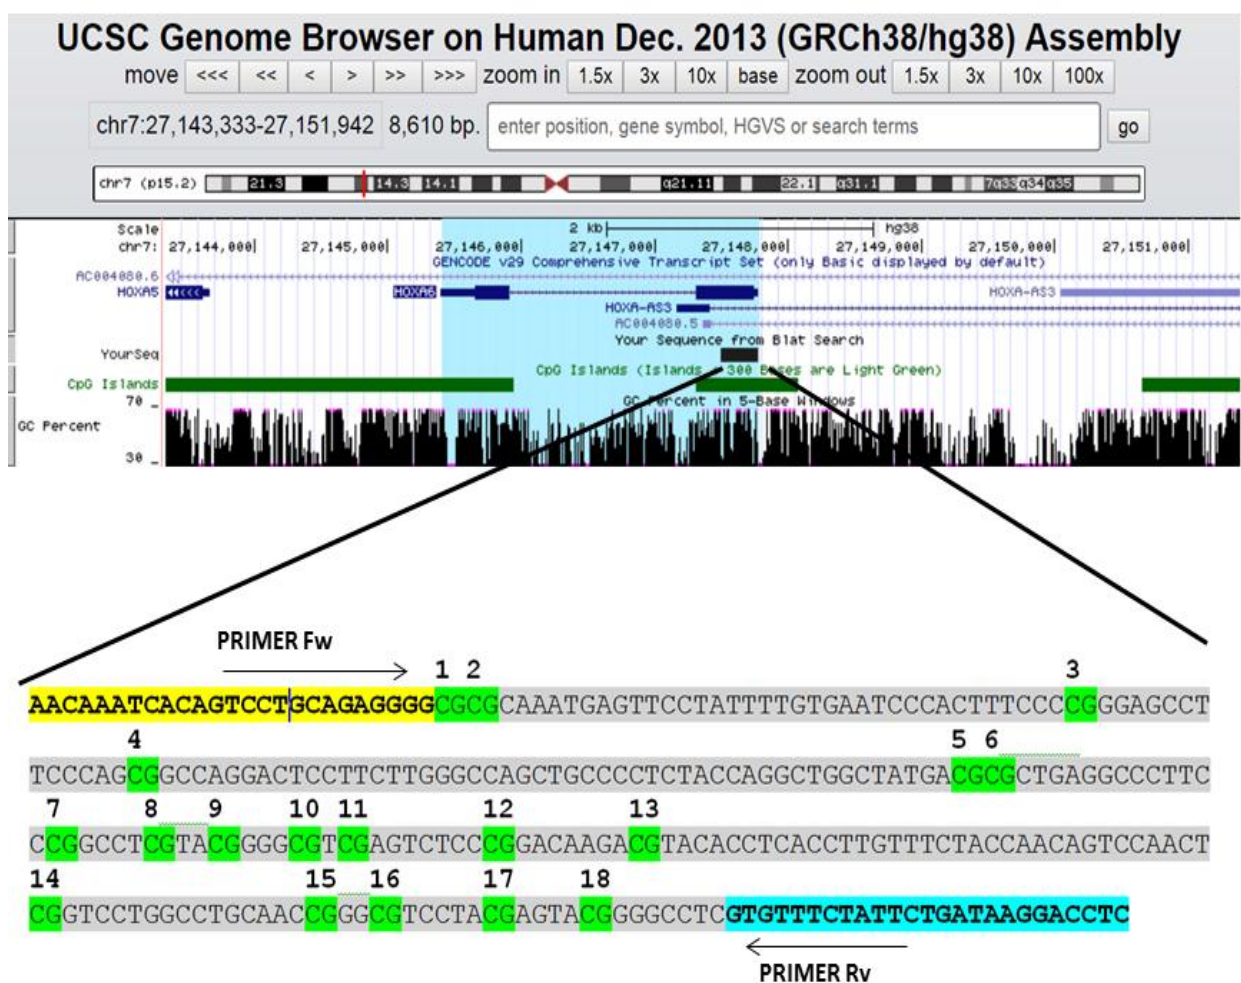 UCSC Genome Browser on Human Dec. 2013 (GRCh38/hg38) Assembly
move <<< << < > >> >>> zoom in 1.5x 3x 10x base zoom out 1.5x 3x 10x 100x
chr7:27,143,333-27,151,942 8,610 bp. enter position, gene symbol, HGVS or search terms go
chr7 (p15.2) 21.3 14.3 14.1 q21.11 22.1 q31.1 7q33 q34 q35
Scale 2 kb hg38
chr7: 27,144,000| 27,145,000| 27,146,000| 27,147,000| 27,148,000| 27,149,000| 27,150,000| 27,151,000|
GENCODE v29 Comprehensive Transcript Set (only Basic displayed by default)
AC004080.6
HOXA5 HOXA6 HOXA-AS3
HOXA-AS3
AC004080.5
Your Sequence from Blat Search
YourSeq
CpG Islands (Islands 300 Bases are Light Green)
CpG Islands
70 GC Percent in 5-Base Windows
GC Percent
30
PRIMER Fw
1 2 3
AACAAATCACAGTCCTGCAGAGGGGCGCGCAAATGAGTTCCTATTTTGTGAATCCCACTTTCCCCGGGAGCCT
4 5 6
TCCCAGCGGCCAGGACTCCTTCTTGGGCCAGCTGCCCCTCTACCAGGCTGGCTATGACGCGCTGAGGCCCTTC
7 8 9 10 11 12 13
CCGGCCTCGTACGGGGCGTCGAGTCTCCCGGACAAGACGTACACCTCACCTTGTTTCTACCAACAGTCCAACT
14 15 16 17 18
CGGTCCTGGCCTGCAACCGGGCGTCCTACGAGTACGGGGCCTCGTGTTTCTATTCTGATAAGGACCTC
PRIMER Rv